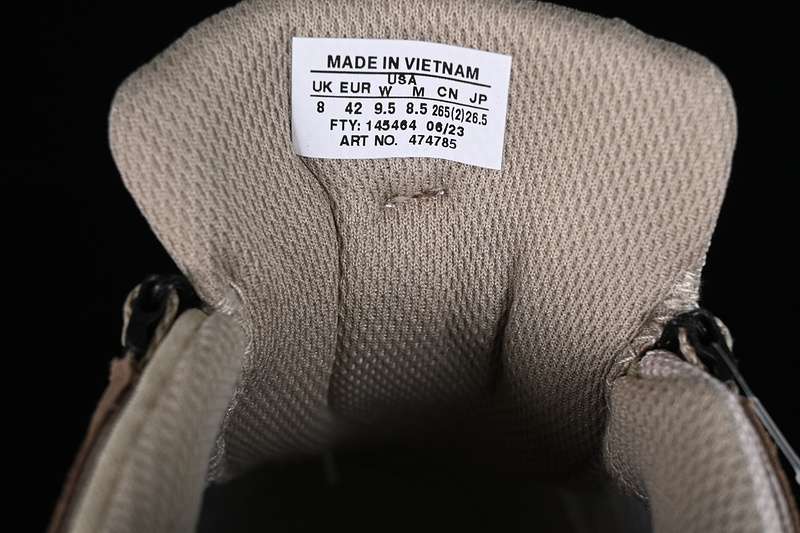 MADE IN VIETNAM
USA
UK EUR W M CN JP
8 42 9.5 8.5 265(2) 26.5
FTY: 145464 06/23
ART NO. 474785